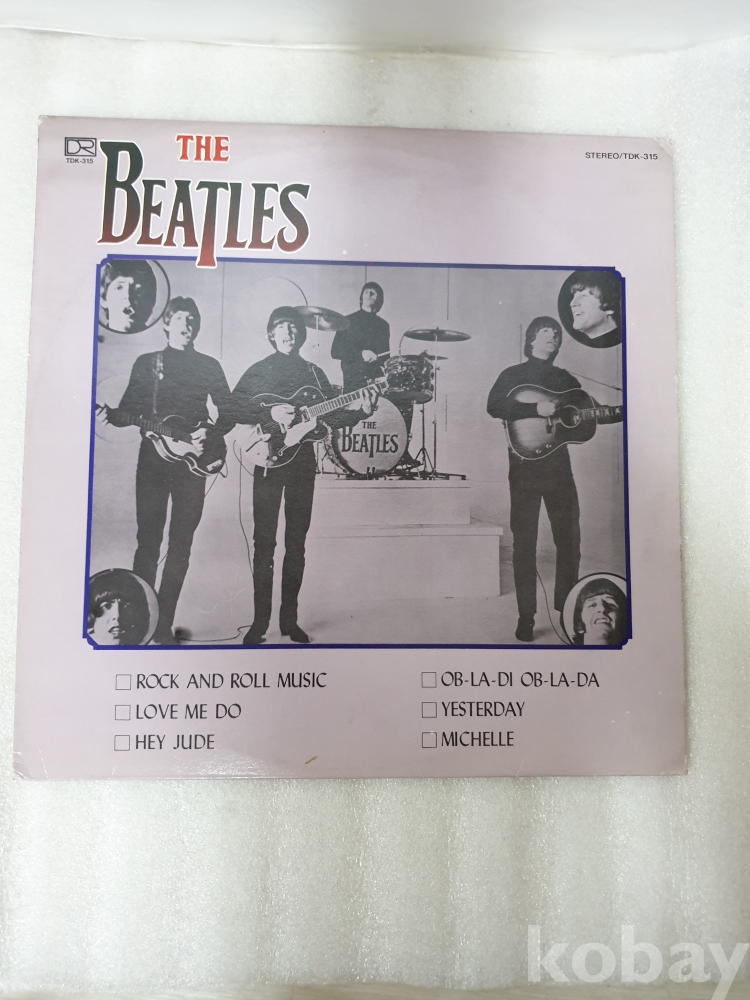 DR
TDK-315
THE
BEATLES
STEREO/TDK-315
THE
BEATLES
ROCK AND ROLL MUSIC
LOVE ME DO
HEY JUDE
OB-LA-DI OB-LA-DA
YESTERDAY
MICHELLE
kobay